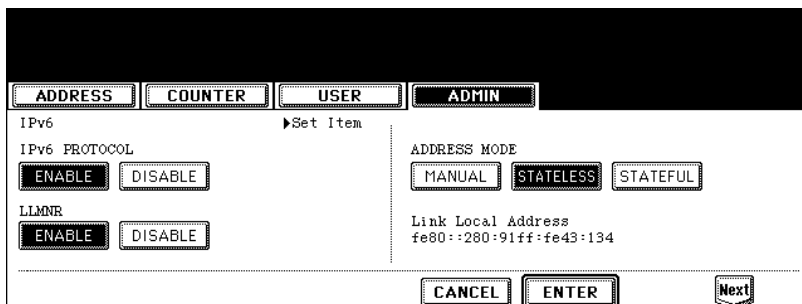 ADDRESS COUNTER USER ADMIN
IPv6 ▶Set Item
IPv6 PROTOCOL
ENABLE DISABLE
LLMNR
ENABLE DISABLE
ADDRESS MODE
MANUAL STATELESS STATEFUL
Link Local Address
fe80::280:91ff:fe43:134
CANCEL ENTER Next